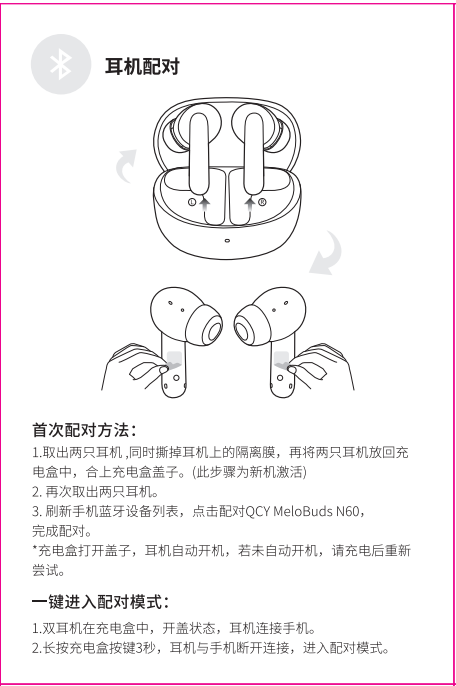 耳机配对
L R
首次配对方法：
1.取出两只耳机 ,同时撕掉耳机上的隔离膜，再将两只耳机放回充
电盒中，合上充电盒盖子。(此步骤为新机激活)
2. 再次取出两只耳机。
3. 刷新手机蓝牙设备列表，点击配对QCY MeloBuds N60，
完成配对。
*充电盒打开盖子，耳机自动开机，若未自动开机，请充电后重新
尝试。
一键进入配对模式：
1.双耳机在充电盒中，开盖状态，耳机连接手机。
2.长按充电盒按键3秒，耳机与手机断开连接，进入配对模式。